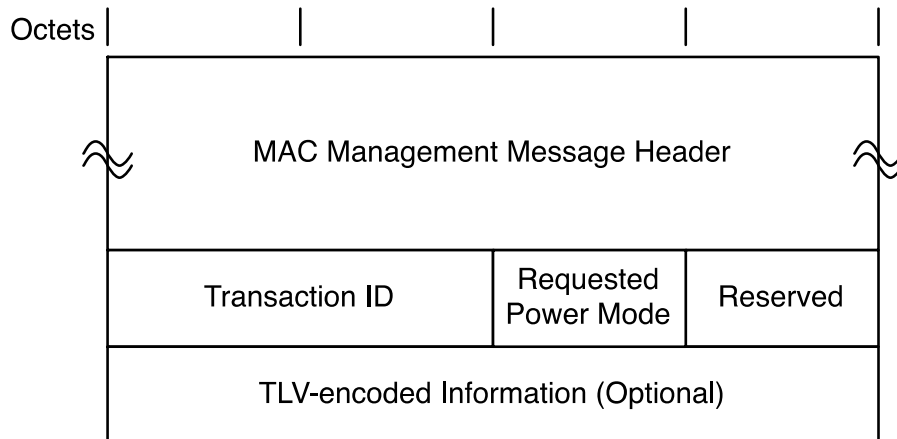 Octets
MAC Management Message Header
Transaction ID
Requested
Power Mode
Reserved
TLV-encoded Information (Optional)